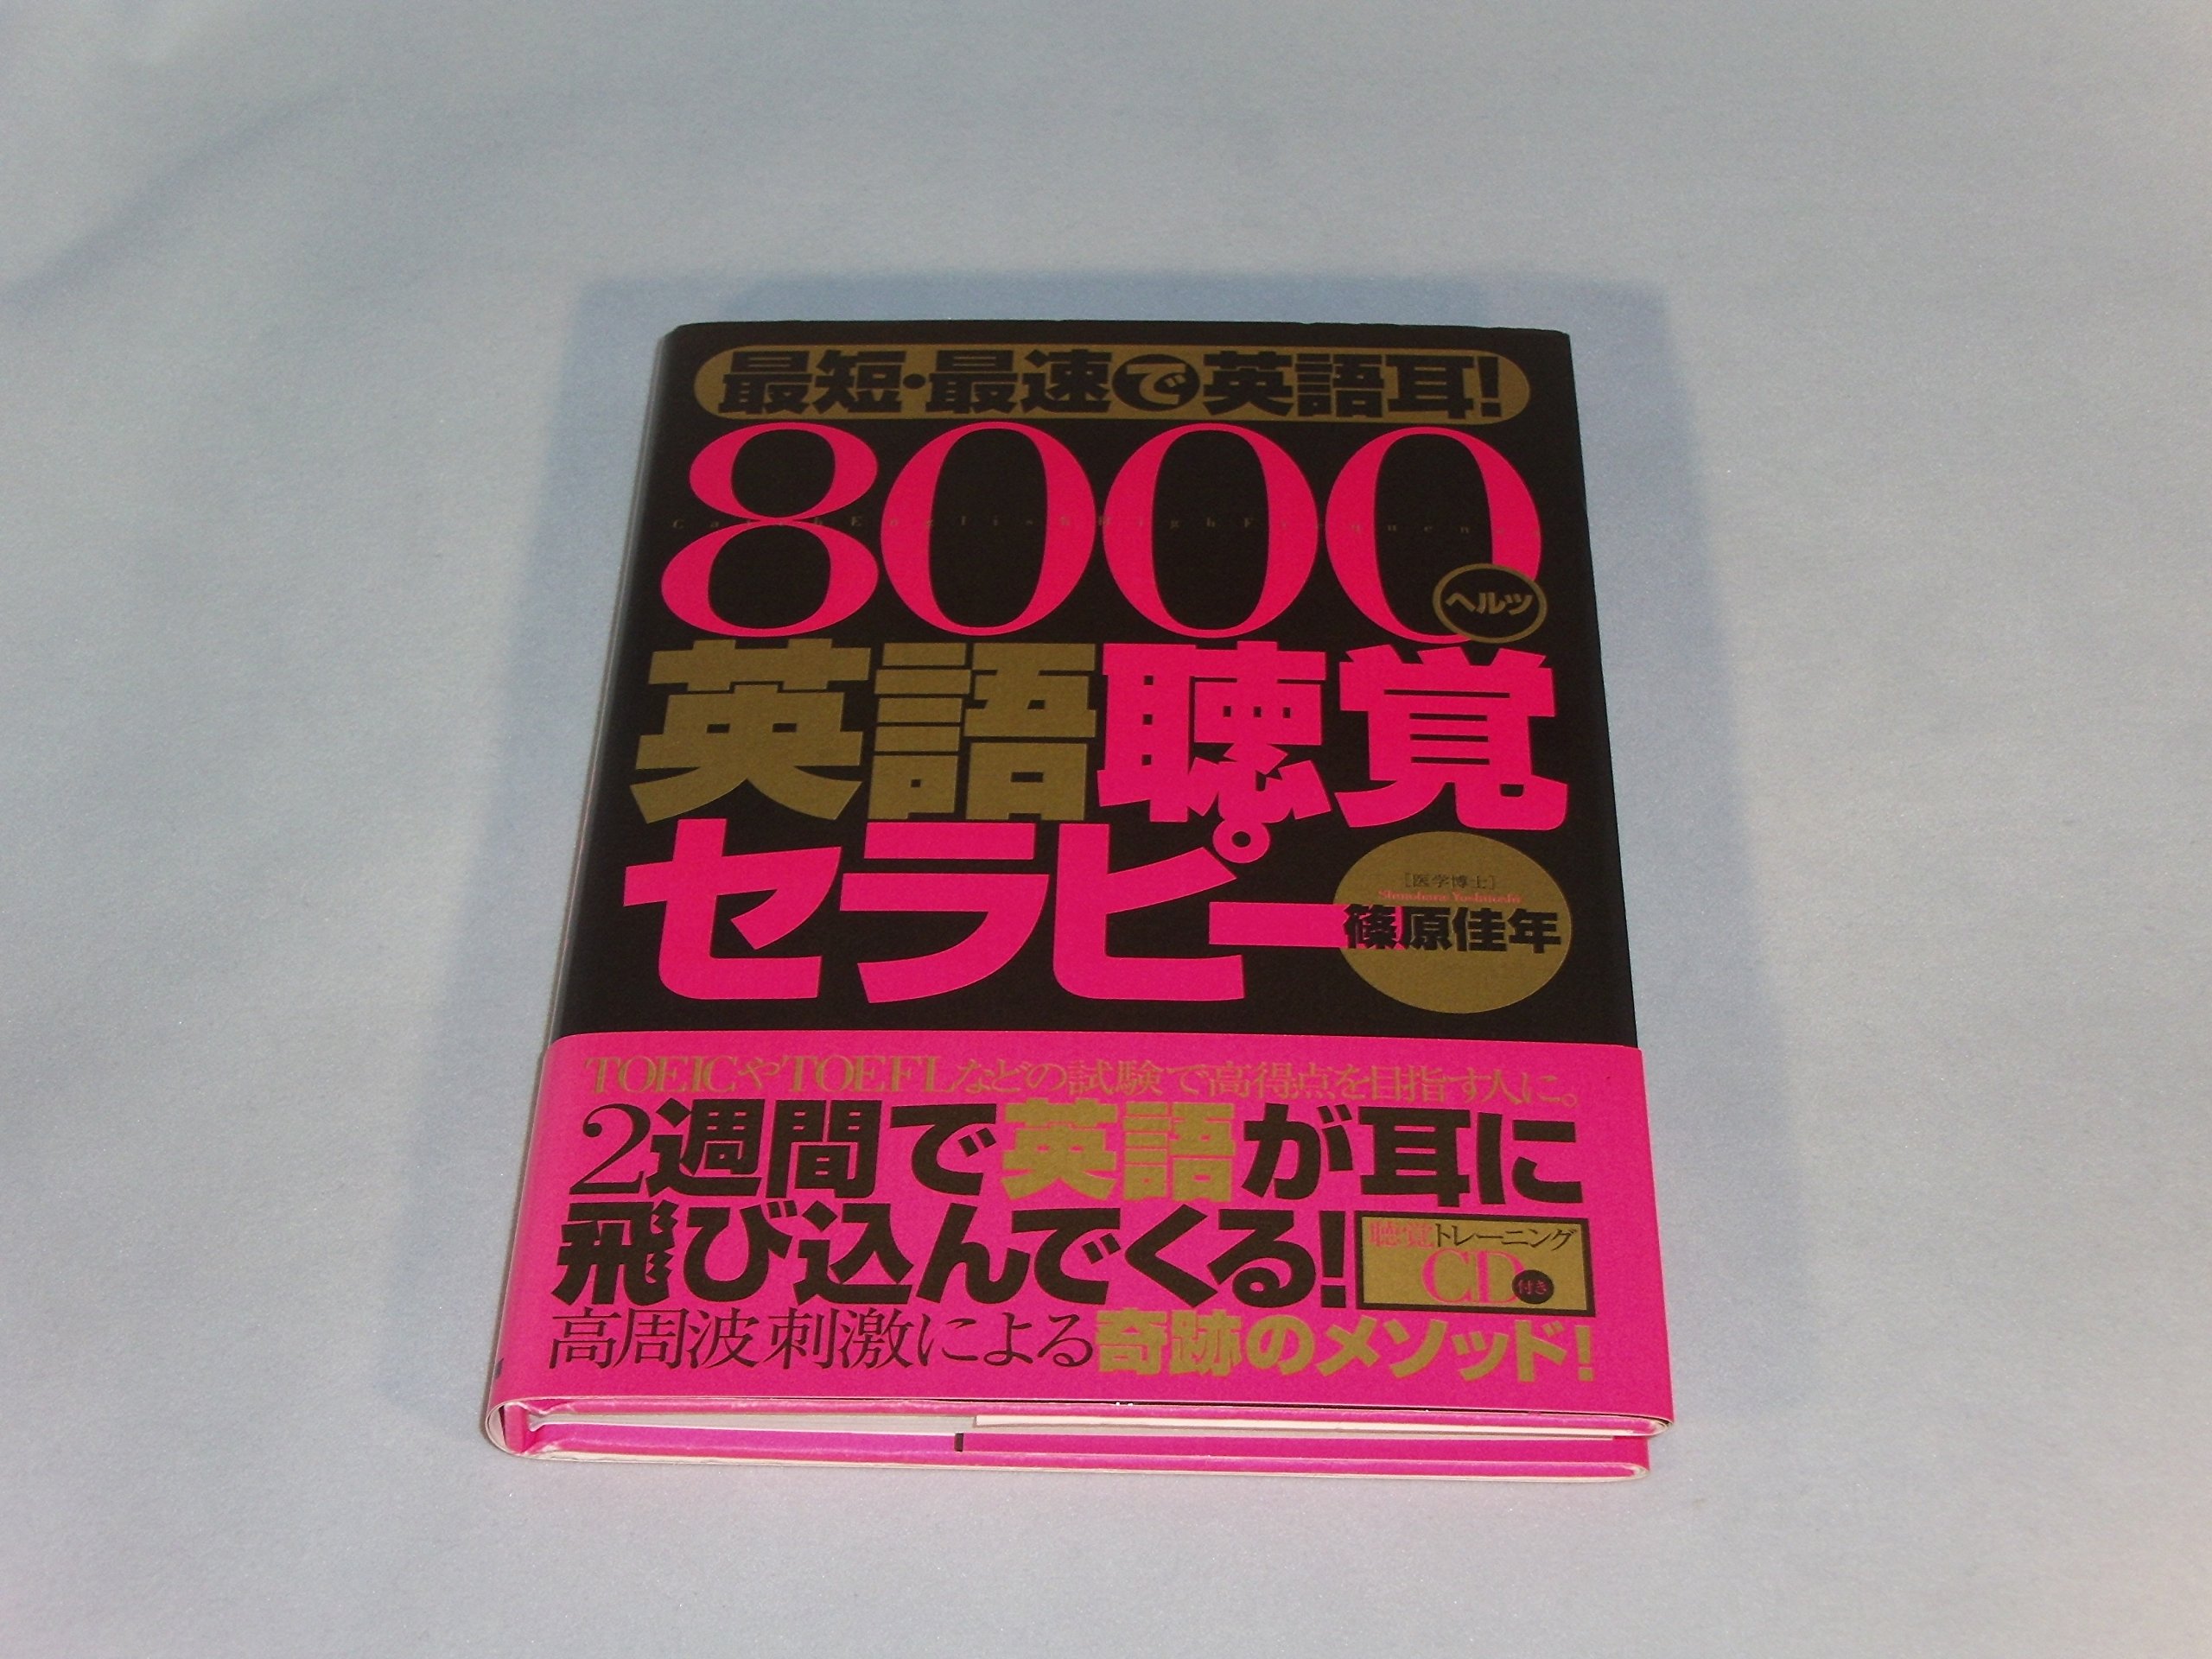 最短・最速で英語耳!
8000
ヘルツ
英語聴覚
セラピー
[医学博士]
Shinohara Yoshitoshi
篠原佳年
TOEICやTOEFLなどの試験で高得点を目指す人に。
2週間で英語が耳に
飛び込んでくる!
聴覚トレーニング
CD付き
高周波刺激による奇跡のメソッド!